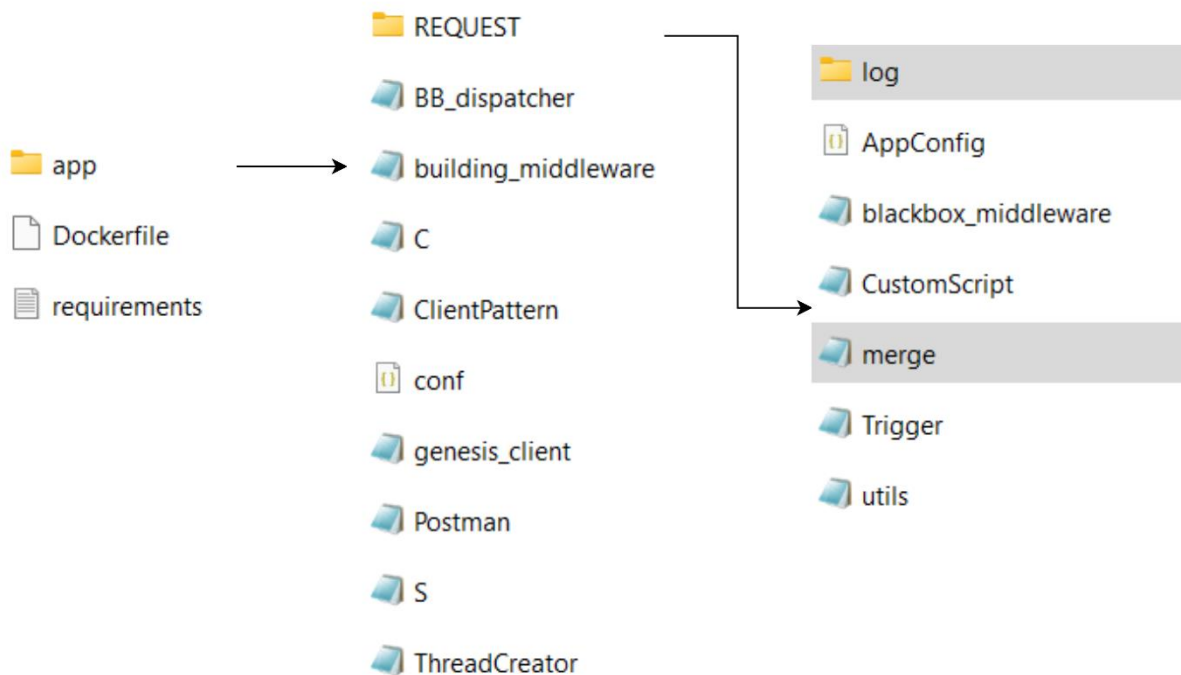 app
Dockerfile
requirements
REQUEST
BB_dispatcher
building_middleware
C
ClientPattern
conf
genesis_client
Postman
S
ThreadCreator
log
AppConfig
blackbox_middleware
CustomScript
merge
Trigger
utils